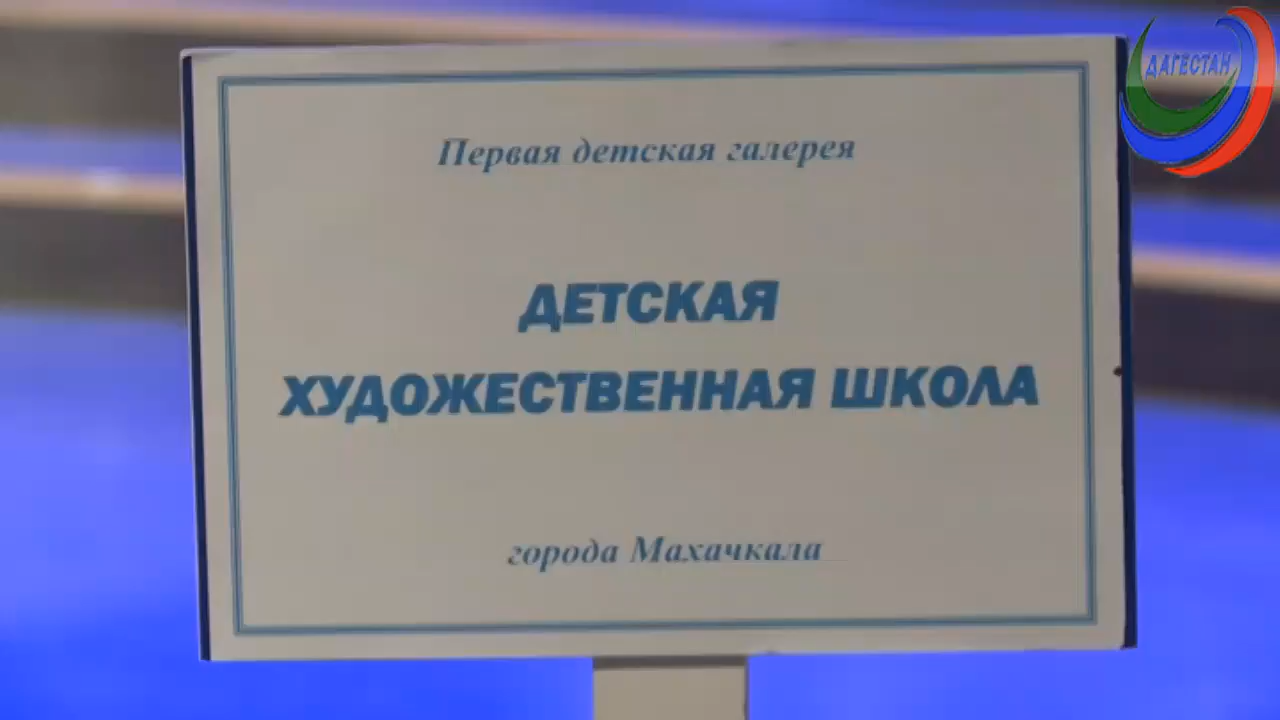 ДАГЕСТАН
Первая детская галерея
ДЕТСКАЯ
ХУДОЖЕСТВЕННАЯ ШКОЛА
города Махачкала